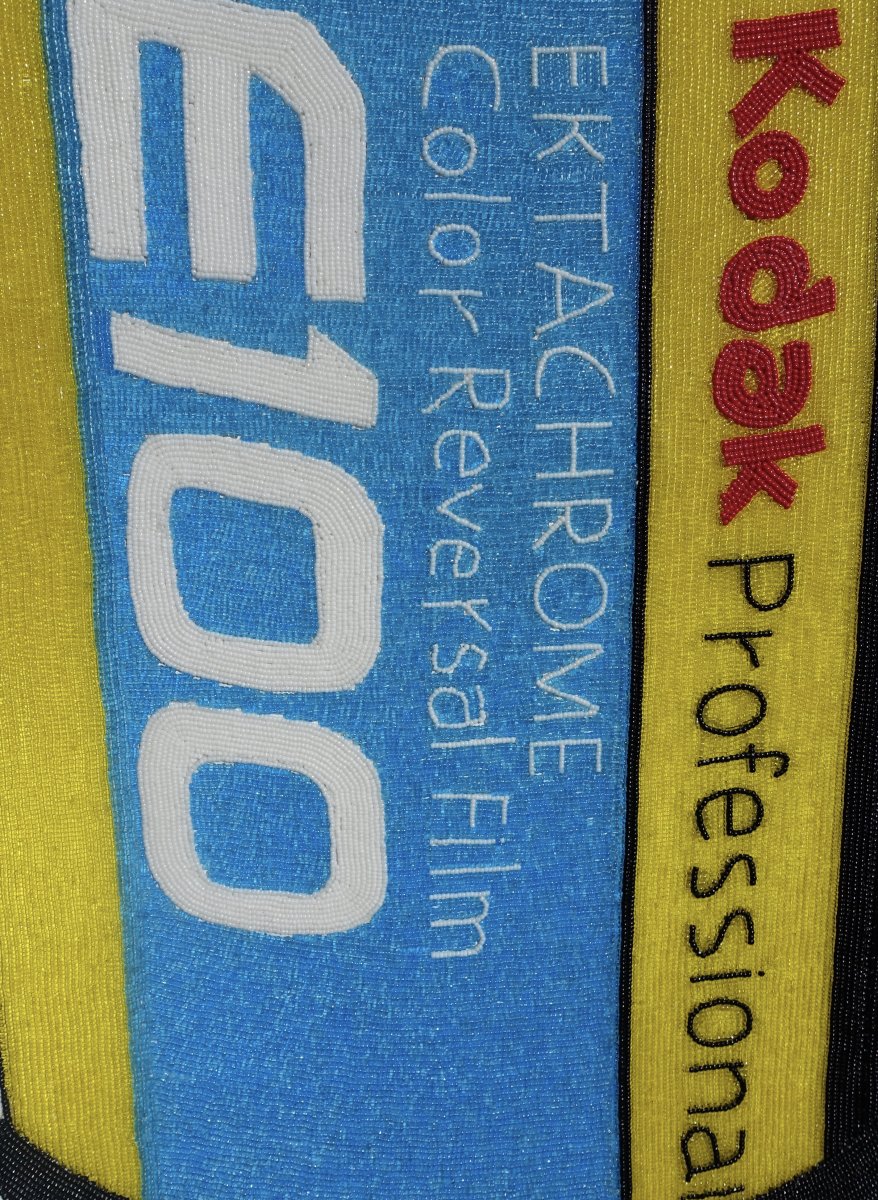 Kodak Professional
EKTACHROME
Color Reversal Film
E100